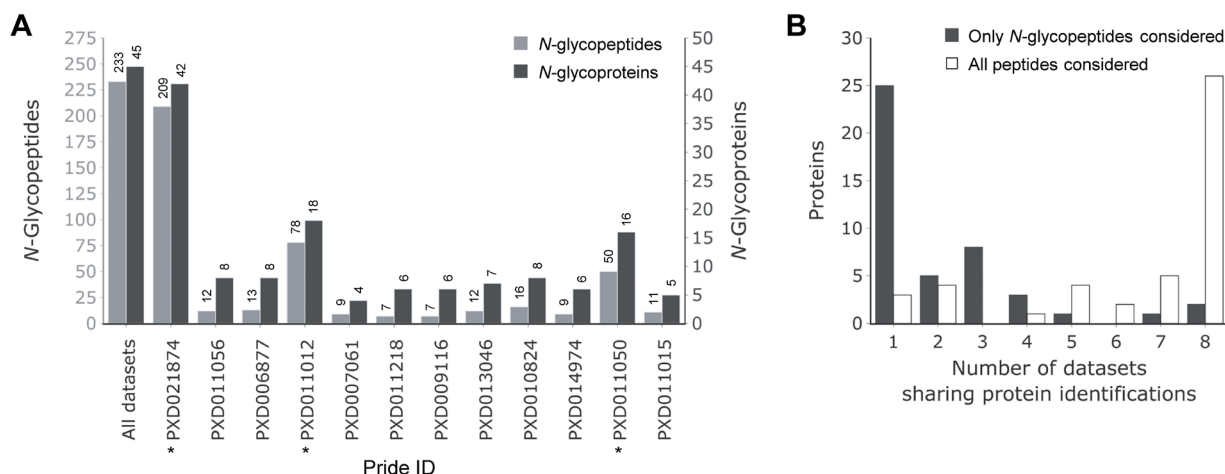 A
N-Glycopeptides
275
250
225
200
175
150
125
100
75
50
25
0
N-glycopeptides
N-glycoproteins
233
45
209
42
12
8
13
8
78
18
9
4
7
6
7
6
12
7
16
8
9
6
50
16
11
5
50
45
40
35
30
25
20
15
10
5
0
N-Glycoproteins
All datasets
* PXD021874
PXD011056
PXD006877
* PXD011012
PXD007061
PXD011218
PXD009116
PXD013046
PXD010824
PXD014974
* PXD011050
PXD011015
Pride ID
B
Only N-glycopeptides considered
All peptides considered
Proteins
30
25
20
15
10
5
0
1 2 3 4 5 6 7 8
Number of datasets
sharing protein identifications